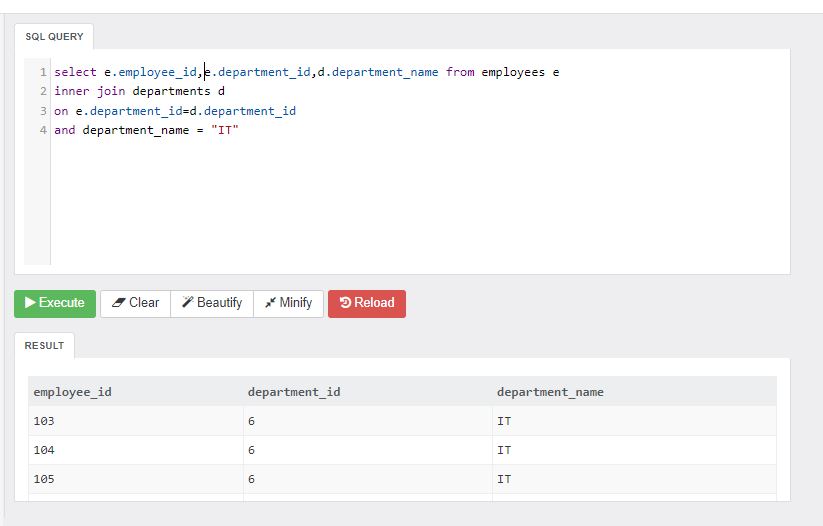 SQL QUERY
1 select e.employee_id,e.department_id,d.department_name from employees e
2 inner join departments d
3 on e.department_id=d.department_id
4 and department_name = "IT"
Execute Clear Beautify Minify Reload
RESULT
employee_id department_id department_name
103 6 IT
104 6 IT
105 6 IT